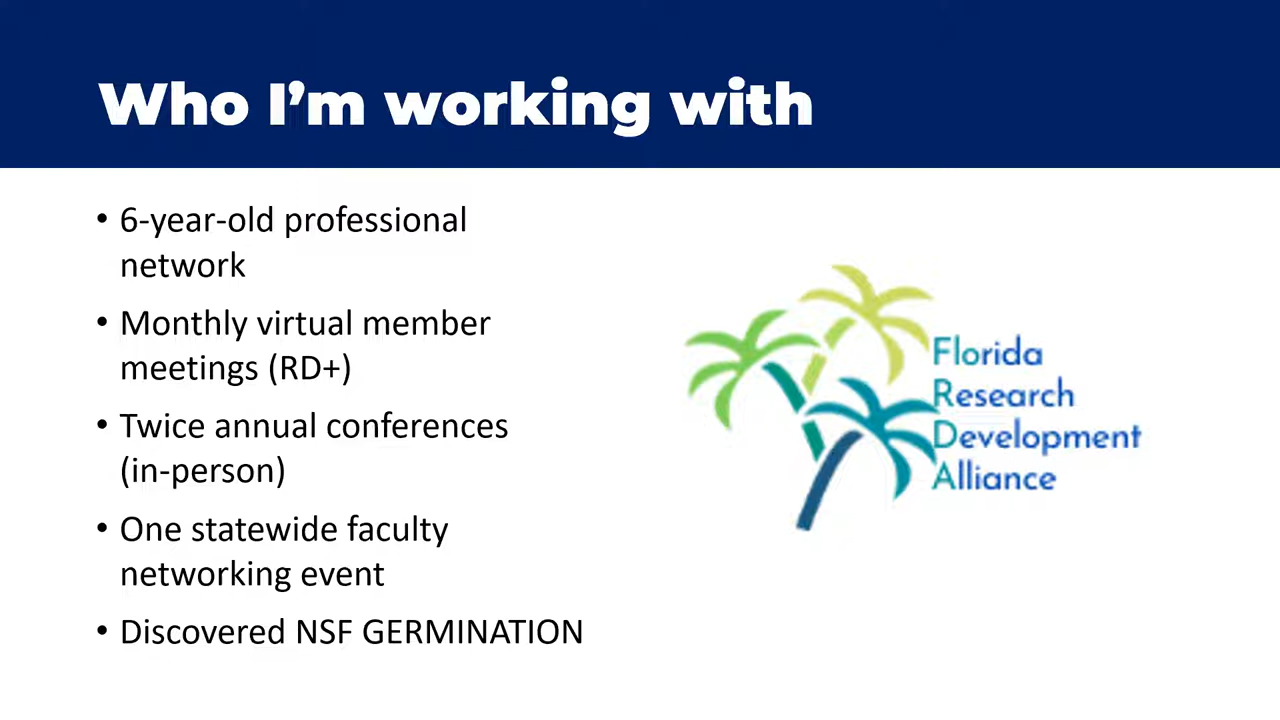 Who I’m working with
• 6-year-old professional
network
• Monthly virtual member
meetings (RD+)
• Twice annual conferences
(in-person)
• One statewide faculty
networking event
• Discovered NSF GERMINATION
Florida
Research
Development
Alliance